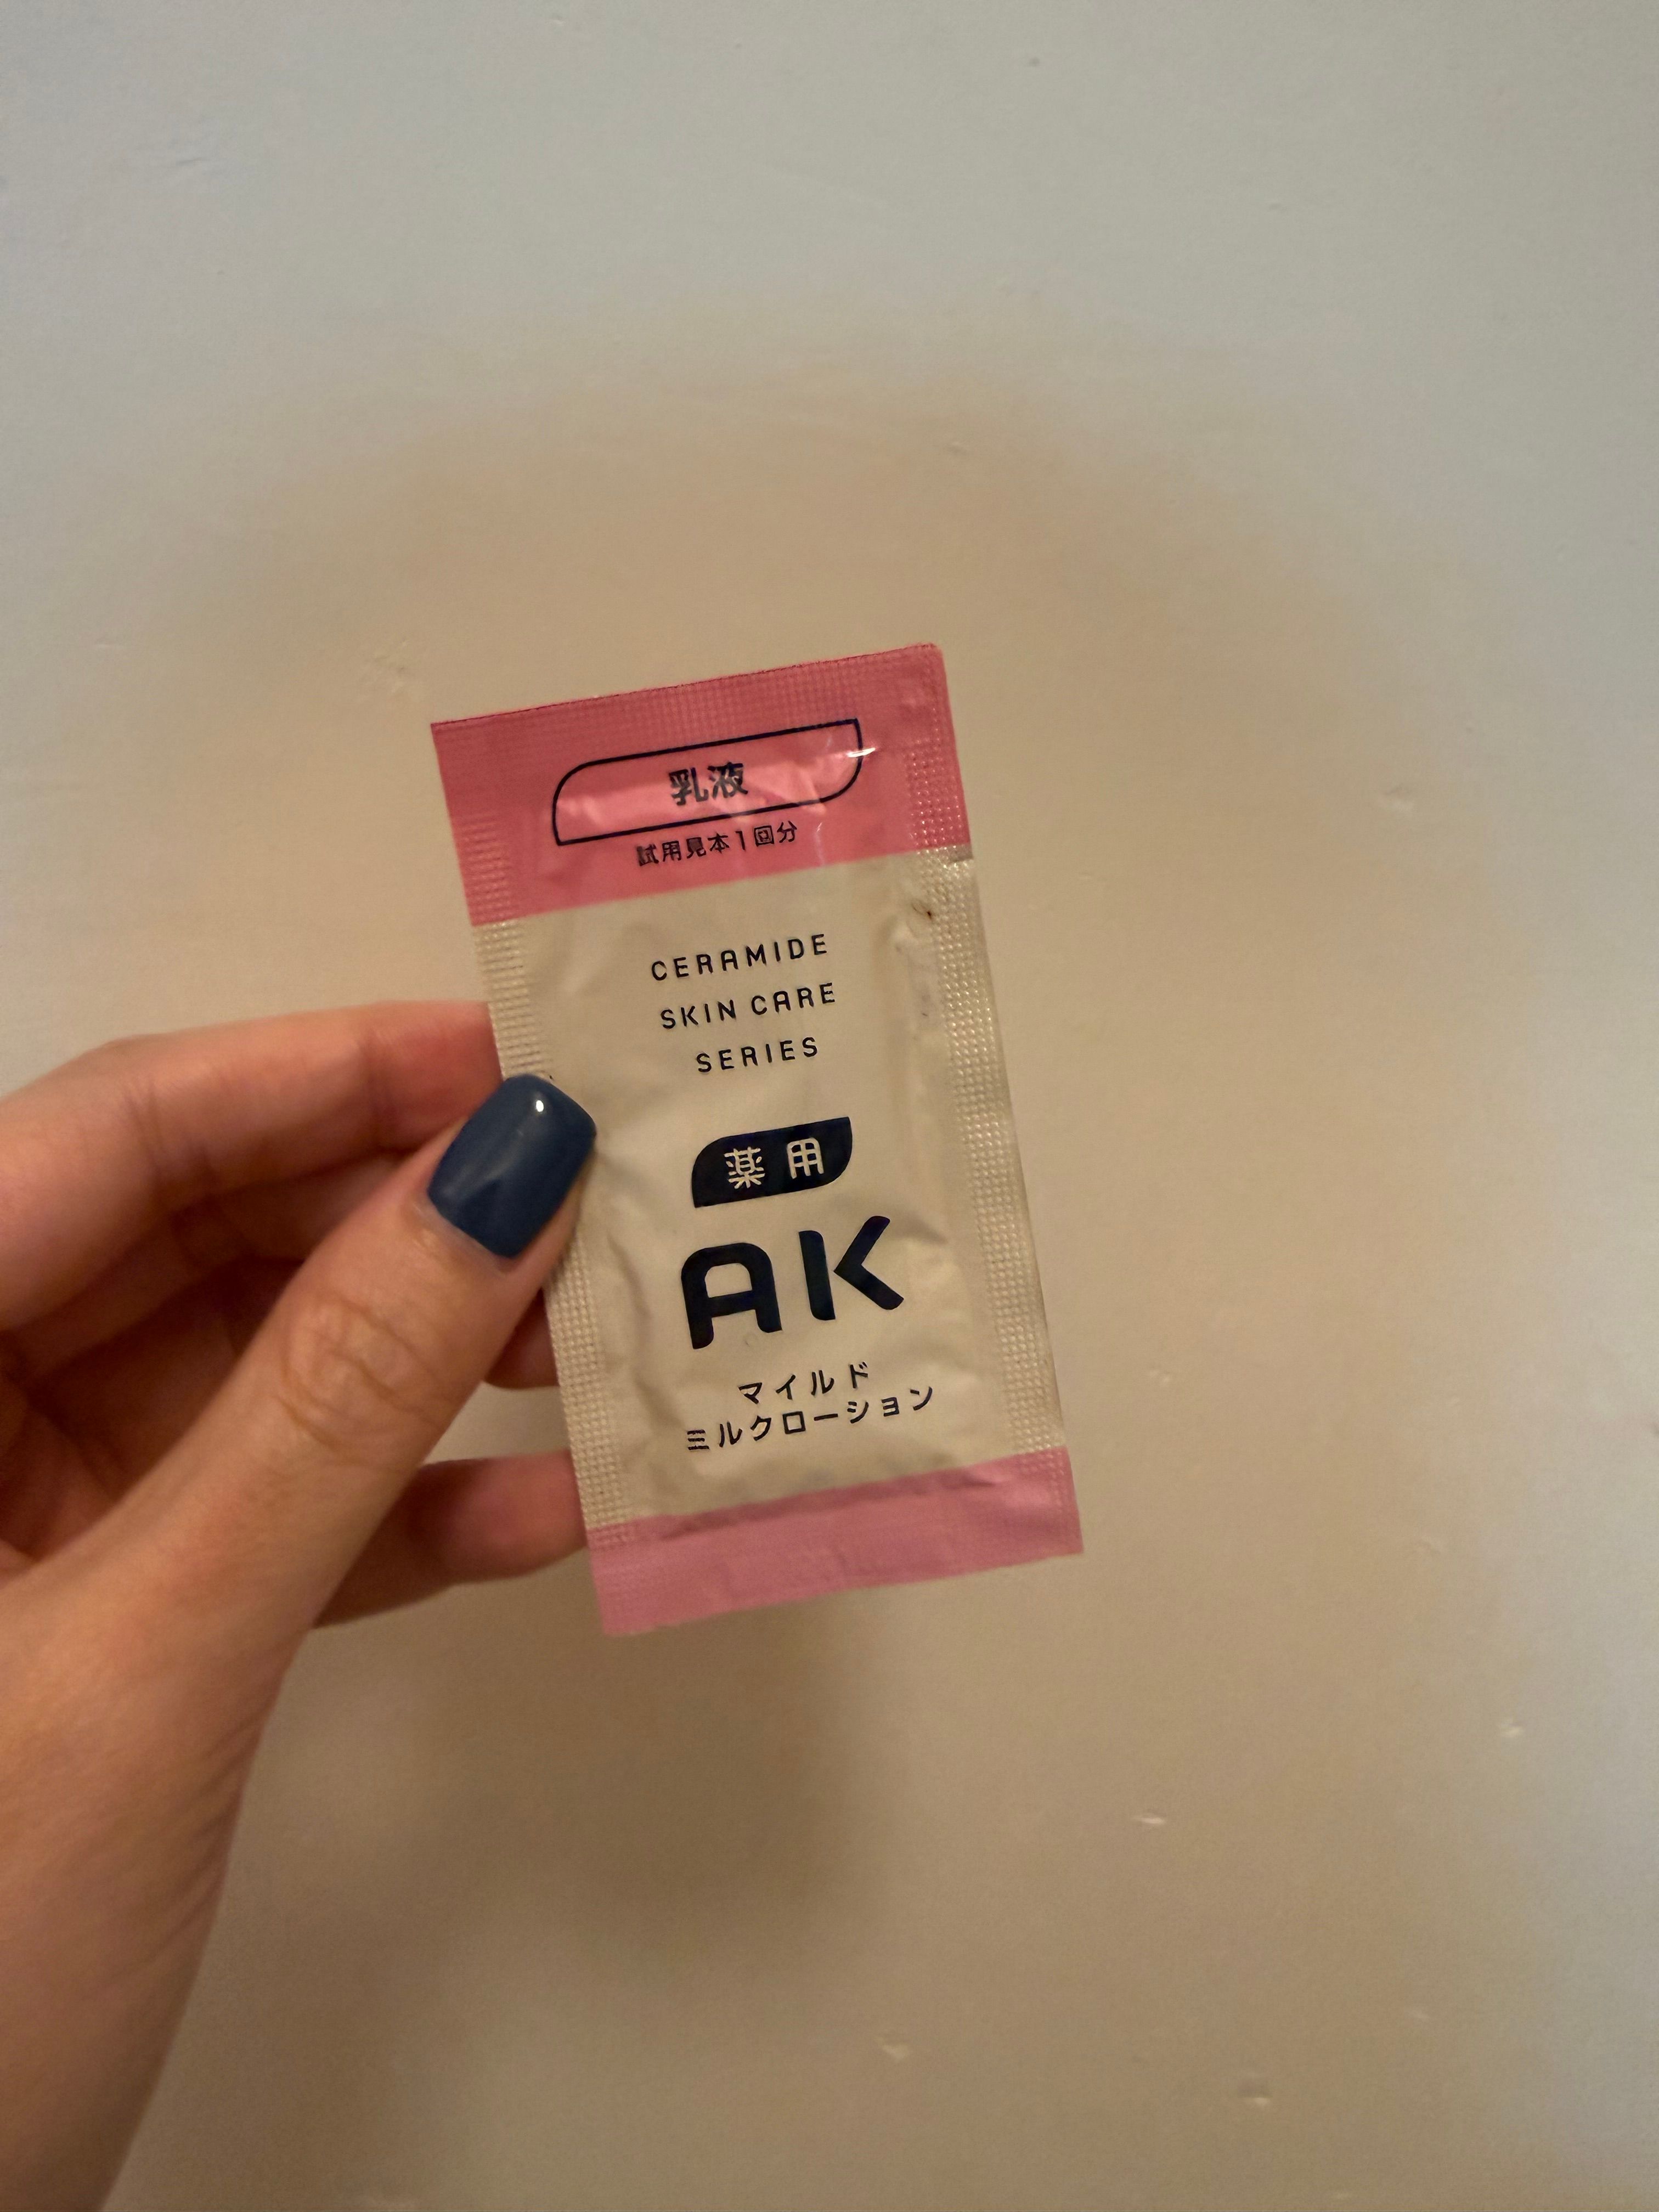 乳液
試用見本1回分
CERAMIDE
SKIN CARE
SERIES
薬用
AK
マイルド
ミルクローション